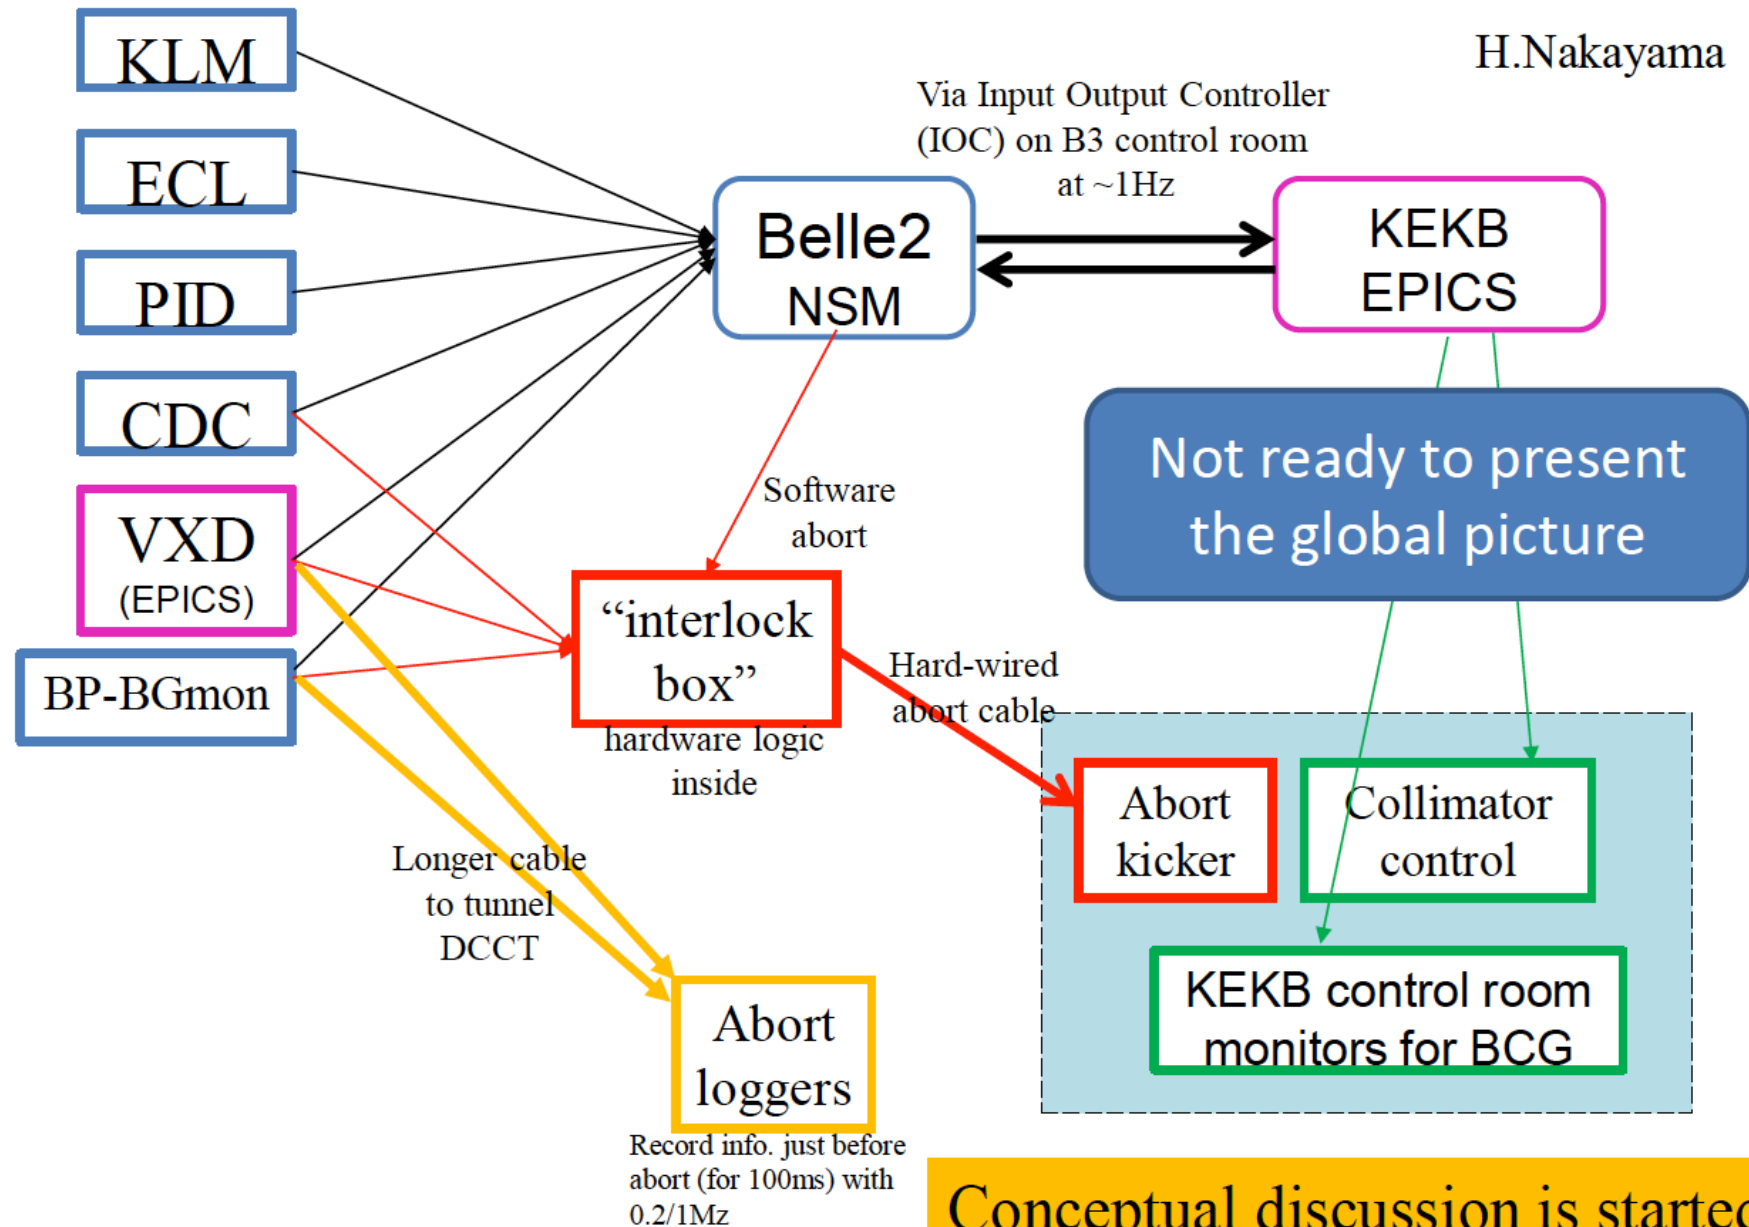 KLM
ECL
PID
CDC
VXD
(EPICS)
BP-BGmon
H.Nakayama
Via Input Output Controller
(IOC) on B3 control room
at ~1Hz
Belle2
NSM
KEKB
EPICS
Not ready to present
the global picture
Software
abort
“interlock
box”
hardware logic
inside
Hard-wired
abort cable
Abort
kicker
Collimator
control
KEKB control room
monitors for BCG
Longer cable
to tunnel
DCCT
Abort
loggers
Record info. just before
abort (for 100ms) with
0.2/1Mz
Conceptual discussion is started